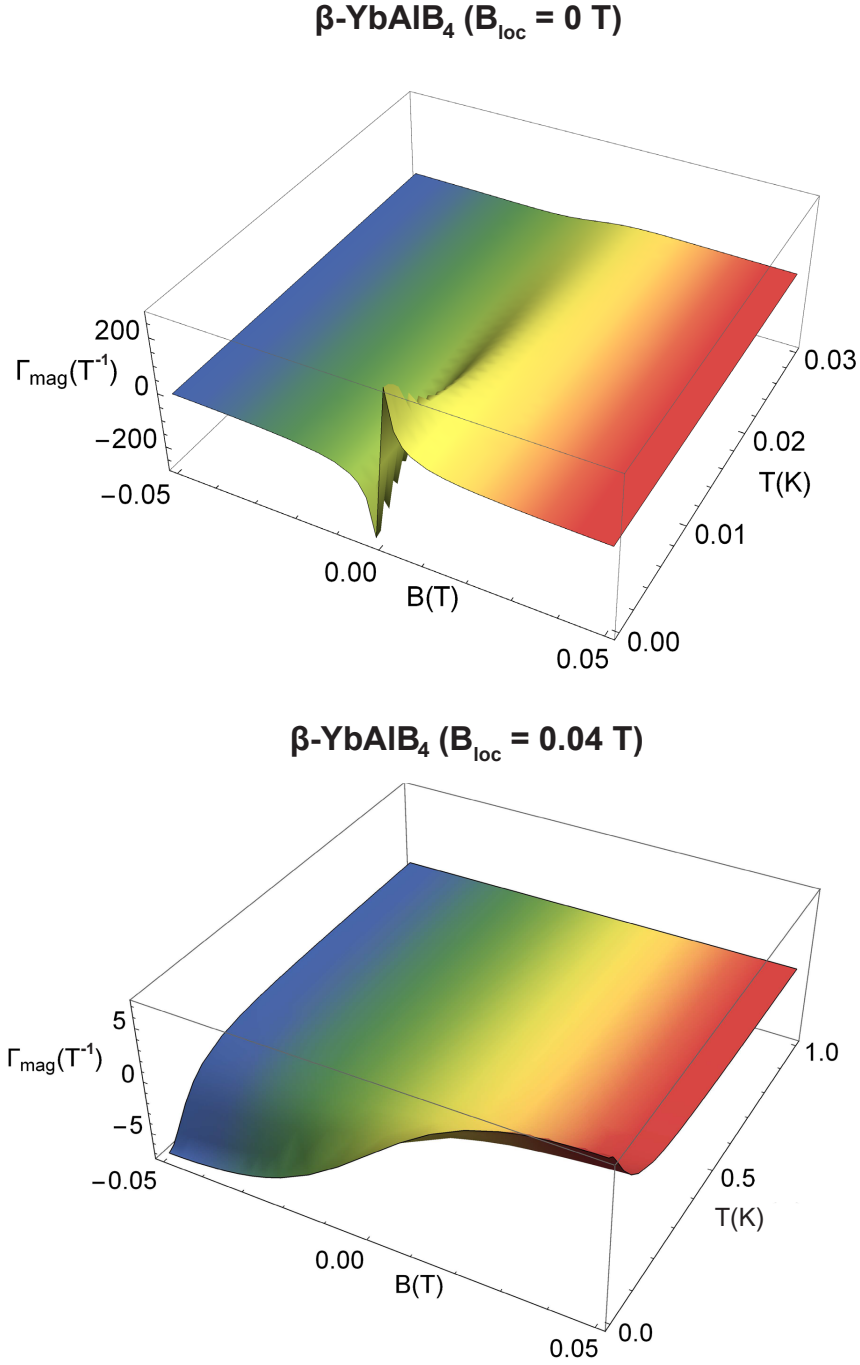 β-YbAlB4 (Bloc = 0 T)
200
Γmag(T-1)
0
−200
−0.05
0.00
B(T)
0.05
0.00
0.01
0.02
T(K)
0.03
β-YbAlB4 (Bloc = 0.04 T)
5
Γmag(T-1)
0
−5
−0.05
0.00
B(T)
0.05
0.0
0.5
T(K)
1.0